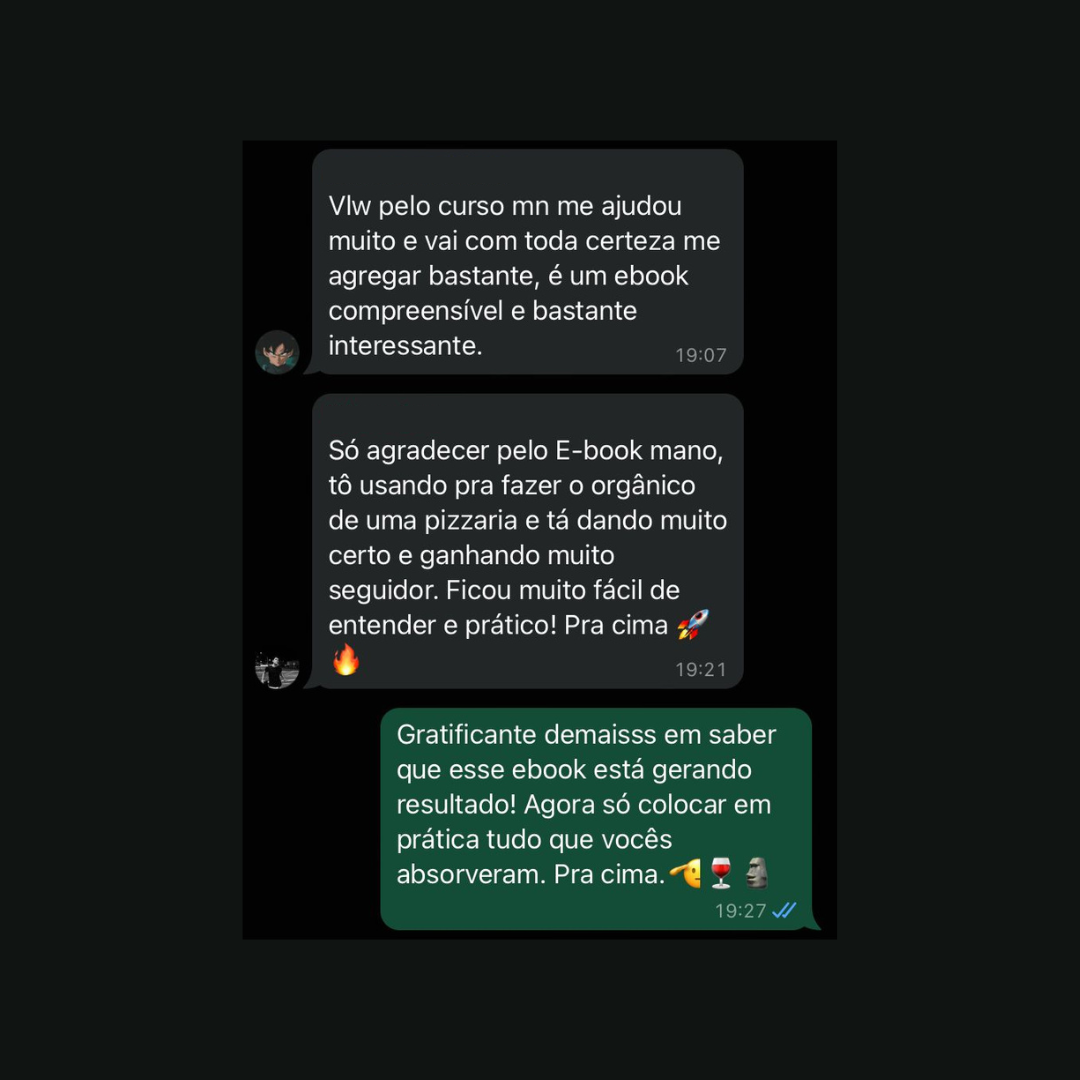 Vlw pelo curso mn me ajudou
muito e vai com toda certeza me
agregar bastante, é um ebook
compreensível e bastante
interessante.
19:07
Só agradecer pelo E-book mano,
tô usando pra fazer o orgânico
de uma pizzaria e tá dando muito
certo e ganhando muito
seguidor. Ficou muito fácil de
entender e prático! Pra cima 🚀
🔥
19:21
Gratificante demaisss em saber
que esse ebook está gerando
resultado! Agora só colocar em
prática tudo que vocês
absorveram. Pra cima.🫡🍷🗿
19:27